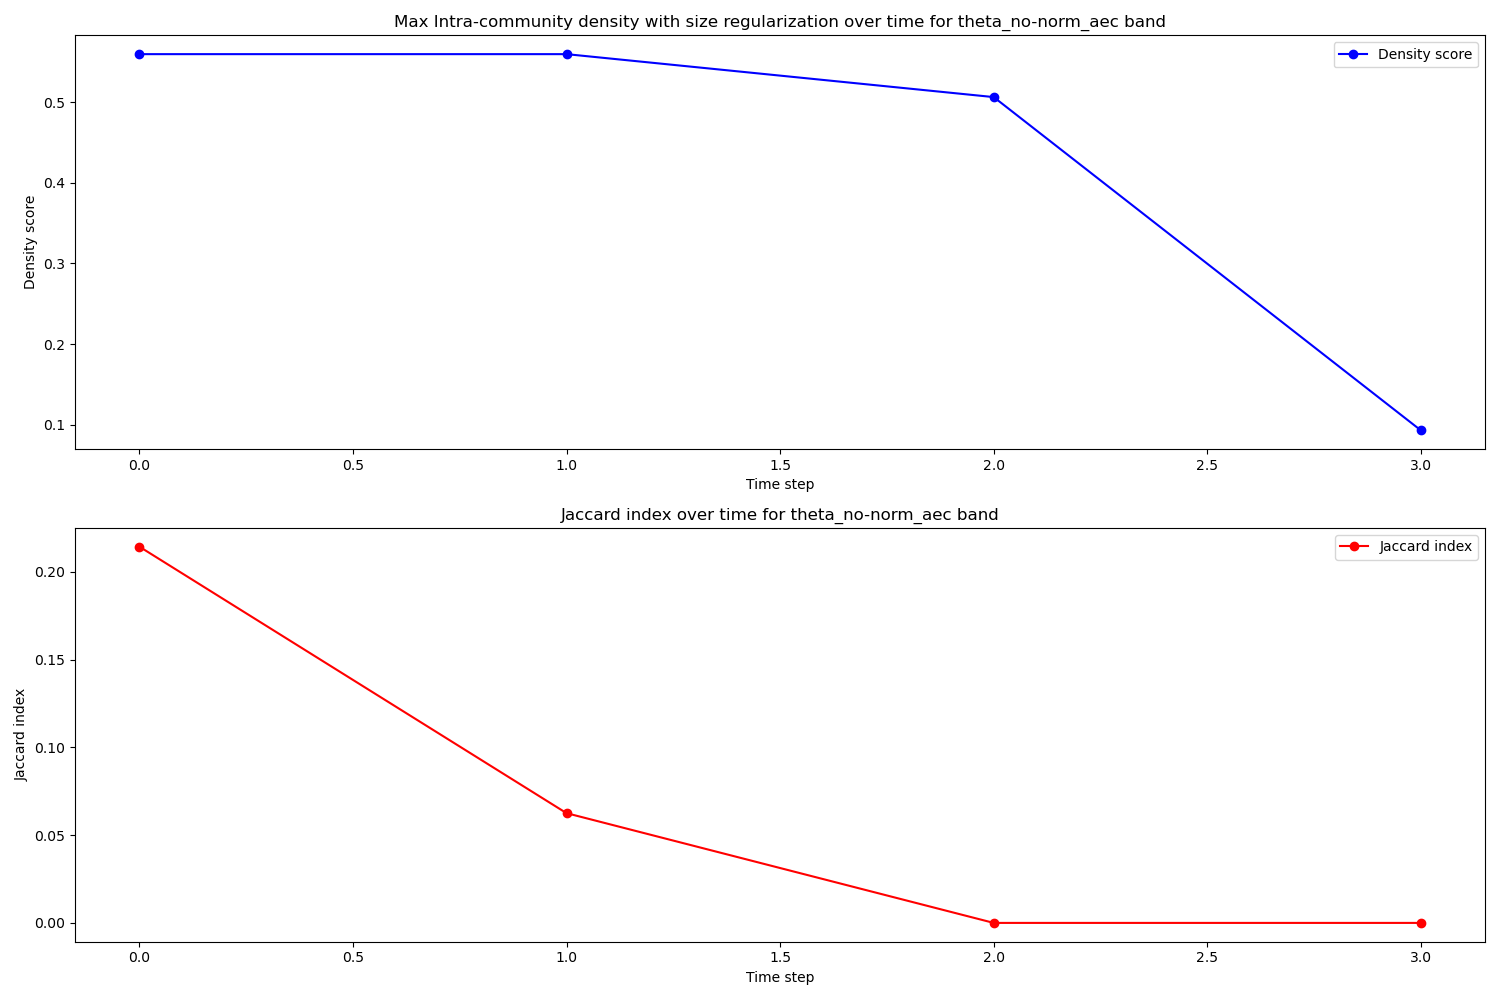 Max Intra-community density with size regularization over time for theta_no-norm_aec band
Density score
0.5
0.4
0.3
0.2
0.1
Density score
0.0 0.5 1.0 1.5 2.0 2.5 3.0
Time step
Jaccard index over time for theta_no-norm_aec band
Jaccard index
0.20
0.15
0.10
0.05
0.00
Jaccard index
0.0 0.5 1.0 1.5 2.0 2.5 3.0
Time step